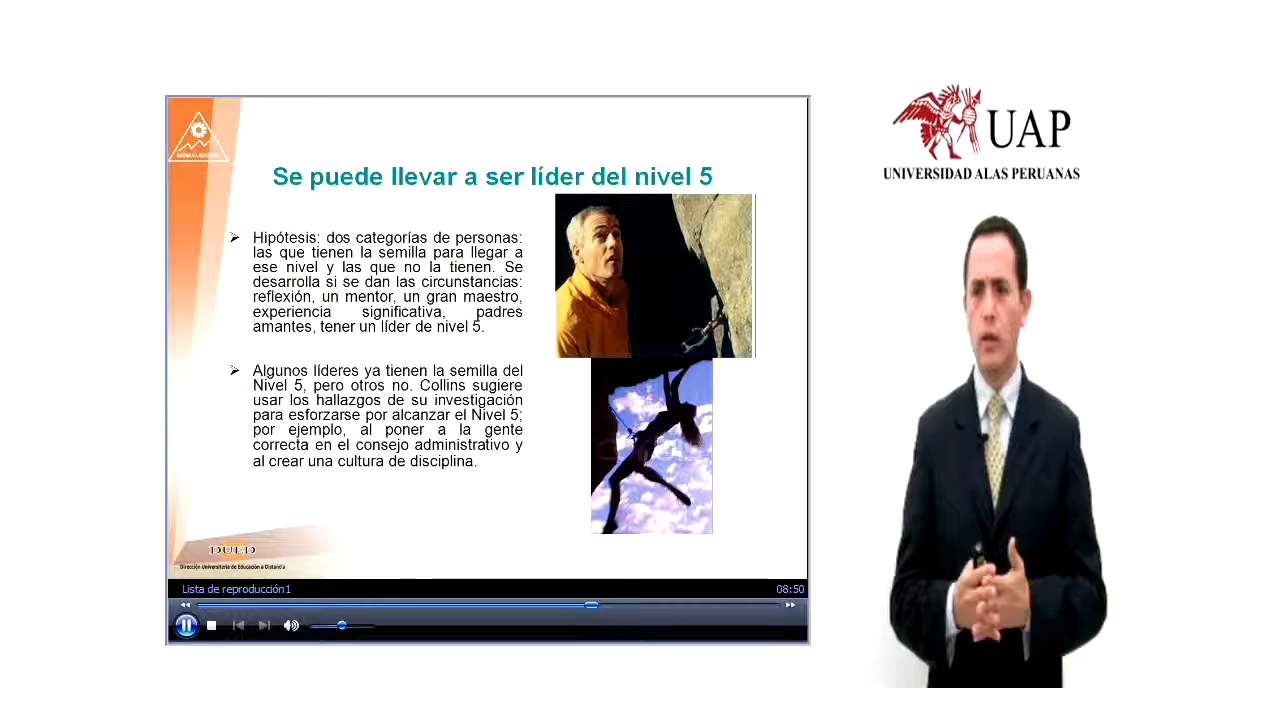 UAP
UNIVERSIDAD ALAS PERUANAS
Se puede llevar a ser líder del nivel 5
Hipótesis: dos categorías de personas:
las que tienen la semilla para llegar a
ese nivel y las que no la tienen. Se
desarrolla si se dan las circunstancias:
reflexión, un mentor, un gran maestro,
experiencia significativa, padres
amantes, tener un líder de nivel 5.
Algunos líderes ya tienen la semilla del
Nivel 5, pero otros no. Collins sugiere
usar los hallazgos de su investigación
para esforzarse por alcanzar el Nivel 5;
por ejemplo, al poner a la gente
correcta en el consejo administrativo y
al crear una cultura de disciplina.
DUED
Dirección Universitaria de Educación a Distancia
Lista de reproducción1
08:50